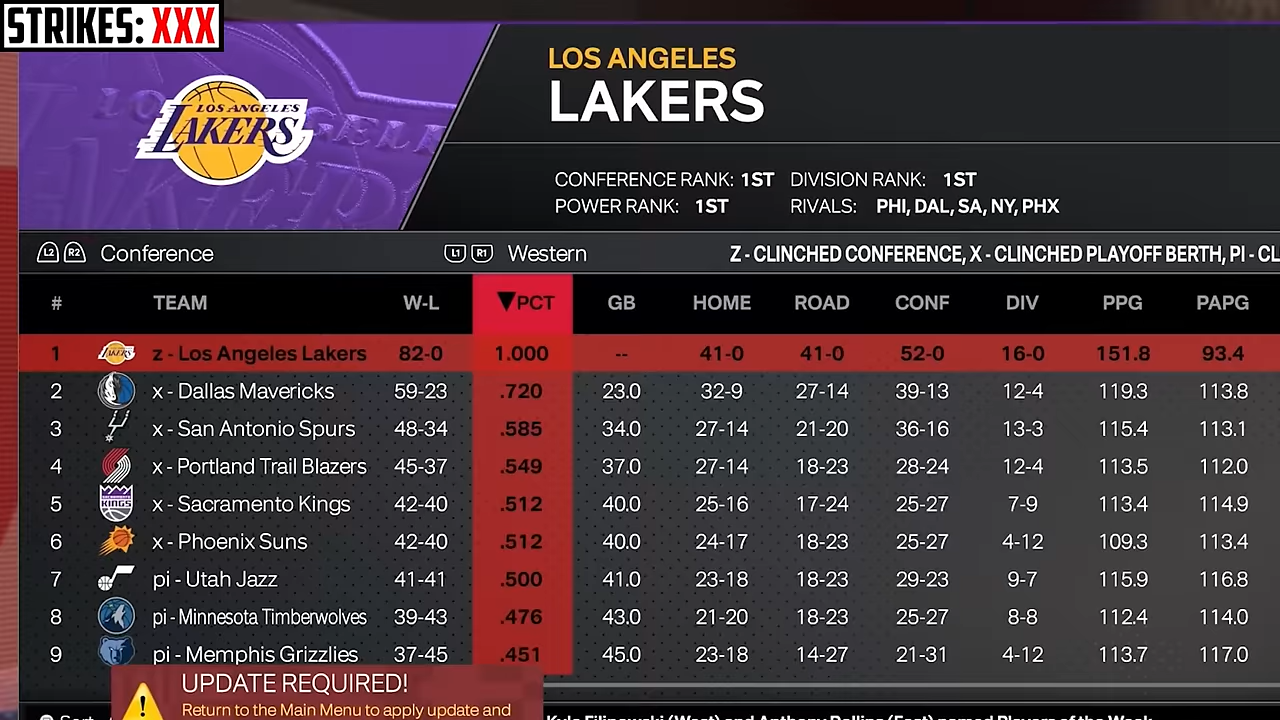 STRIKES: XXX
LOS ANGELES
LAKERS
LOS ANGELES
LAKERS
CONFERENCE RANK: 1ST DIVISION RANK: 1ST
POWER RANK: 1ST RIVALS: PHI, DAL, SA, NY, PHX
L2 R2 Conference L1 R1 Western Z - CLINCHED CONFERENCE, X - CLINCHED PLAYOFF BERTH, PI - CL
# TEAM W-L ▼PCT GB HOME ROAD CONF DIV PPG PAPG
1 z - Los Angeles Lakers 82-0 1.000 -- 41-0 41-0 52-0 16-0 151.8 93.4
2 x - Dallas Mavericks 59-23 .720 23.0 32-9 27-14 39-13 12-4 119.3 113.8
3 x - San Antonio Spurs 48-34 .585 34.0 27-14 21-20 36-16 13-3 115.4 113.1
4 x - Portland Trail Blazers 45-37 .549 37.0 27-14 18-23 28-24 12-4 113.5 112.0
5 x - Sacramento Kings 42-40 .512 40.0 25-16 17-24 25-27 7-9 113.4 114.9
6 x - Phoenix Suns 42-40 .512 40.0 24-17 18-23 25-27 4-12 109.3 113.4
7 pi - Utah Jazz 41-41 .500 41.0 23-18 18-23 29-23 9-7 115.9 116.8
8 pi - Minnesota Timberwolves 39-43 .476 43.0 21-20 18-23 25-27 8-8 112.4 114.0
9 pi - Memphis Grizzlies 37-45 .451 45.0 23-18 14-27 21-31 4-12 113.7 117.0
UPDATE REQUIRED!
Return to the Main Menu to apply update and
Kyle Filipowski (West) and Anthony Rollins (East) named Players of the Week